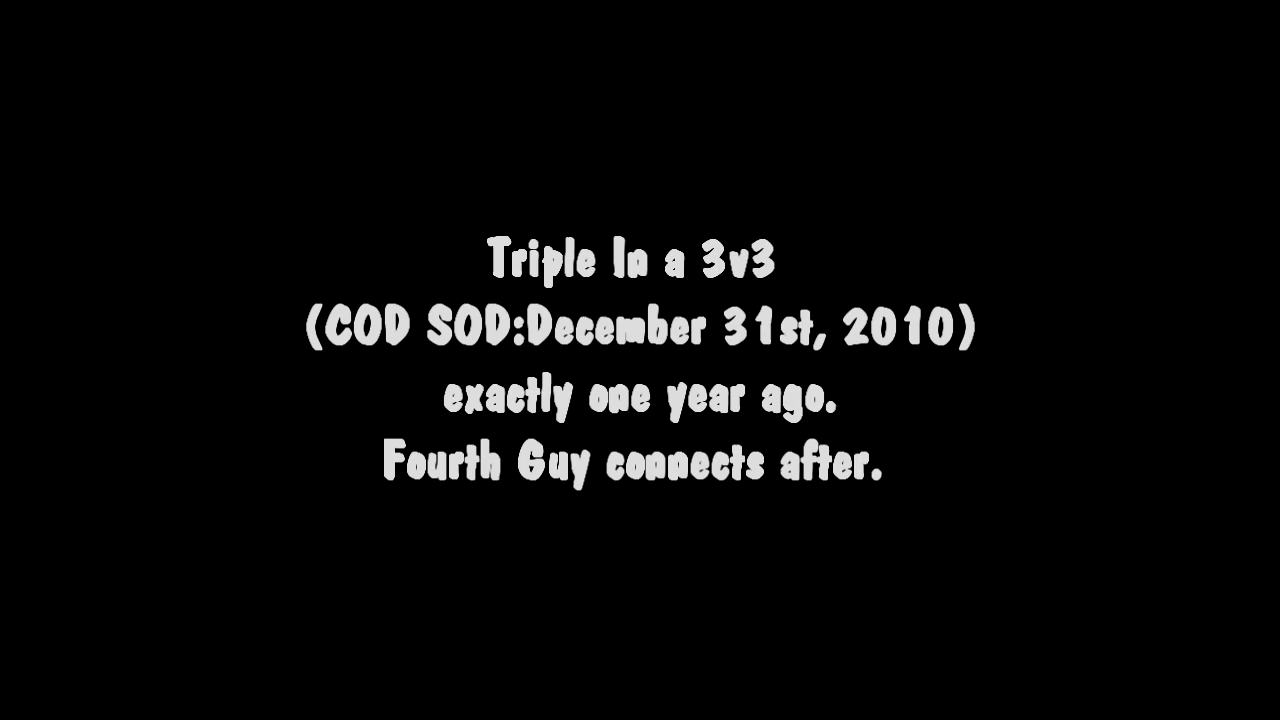 Triple In a 3v3
(COD SOD:December 31st, 2010)
exactly one year ago.
Fourth Guy connects after.